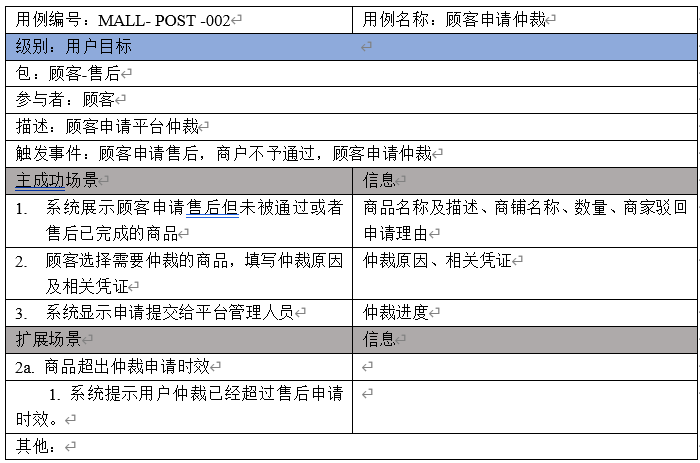 用例编号：MALL- POST -002
用例名称：顾客申请仲裁
级别：用户目标
包：顾客-售后
参与者：顾客
描述：顾客申请平台仲裁
触发事件：顾客申请售后，商户不予通过，顾客申请仲裁
主成功场景
信息
1. 系统展示顾客申请售后但未被通过或者
售后已完成的商品
商品名称及描述、商铺名称、数量、商家驳回
申请理由
2. 顾客选择需要仲裁的商品，填写仲裁原因
及相关凭证
仲裁原因、相关凭证
3. 系统显示申请提交给平台管理人员
仲裁进度
扩展场景
信息
2a. 商品超出仲裁申请时效
1. 系统提示用户仲裁已经超过售后申请
时效。
其他：